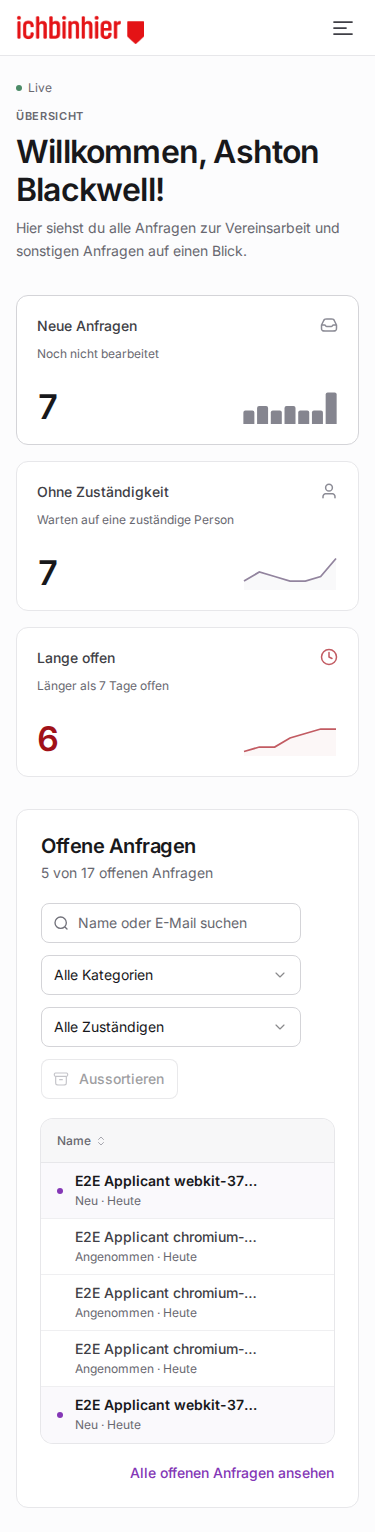 ichbinhier
Live
ÜBERSICHT
Willkommen, Ashton
Blackwell!
Hier siehst du alle Anfragen zur Vereinsarbeit und
sonstigen Anfragen auf einen Blick.
Neue Anfragen
Noch nicht bearbeitet
7
Ohne Zuständigkeit
Warten auf eine zuständige Person
7
Lange offen
Länger als 7 Tage offen
6
Offene Anfragen
5 von 17 offenen Anfragen
Name oder E-Mail suchen
Alle Kategorien
Alle Zuständigen
Aussortieren
Name
E2E Applicant webkit-37...
Neu · Heute
E2E Applicant chromium-...
Angenommen · Heute
E2E Applicant chromium-...
Angenommen · Heute
E2E Applicant chromium-...
Angenommen · Heute
E2E Applicant webkit-37...
Neu · Heute
Alle offenen Anfragen ansehen